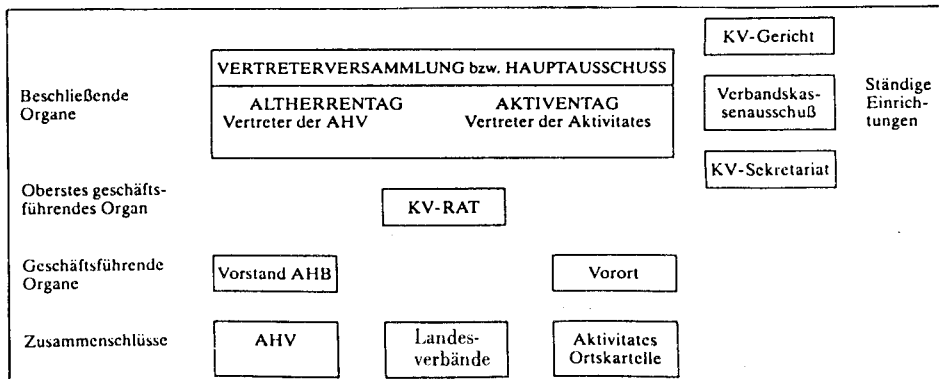 KV-Gericht
VERTRETERVERSAMMLUNG bzw. HAUPTAUSSCHUSS
Beschließende
Organe
ALTHERRENTAG
Vertreter der AHV
AKTIVENTAG
Vertreter der Aktivitates
Verbandskas-
senausschuß
Ständige
Einrich-
tungen
KV-Sekretariat
Oberstes geschäfts-
führendes Organ
KV-RAT
Geschäftsführende
Organe
Vorstand AHB
Vorort
Zusammenschlüsse
AHV
Landes-
verbände
Aktivitates
Ortskartelle